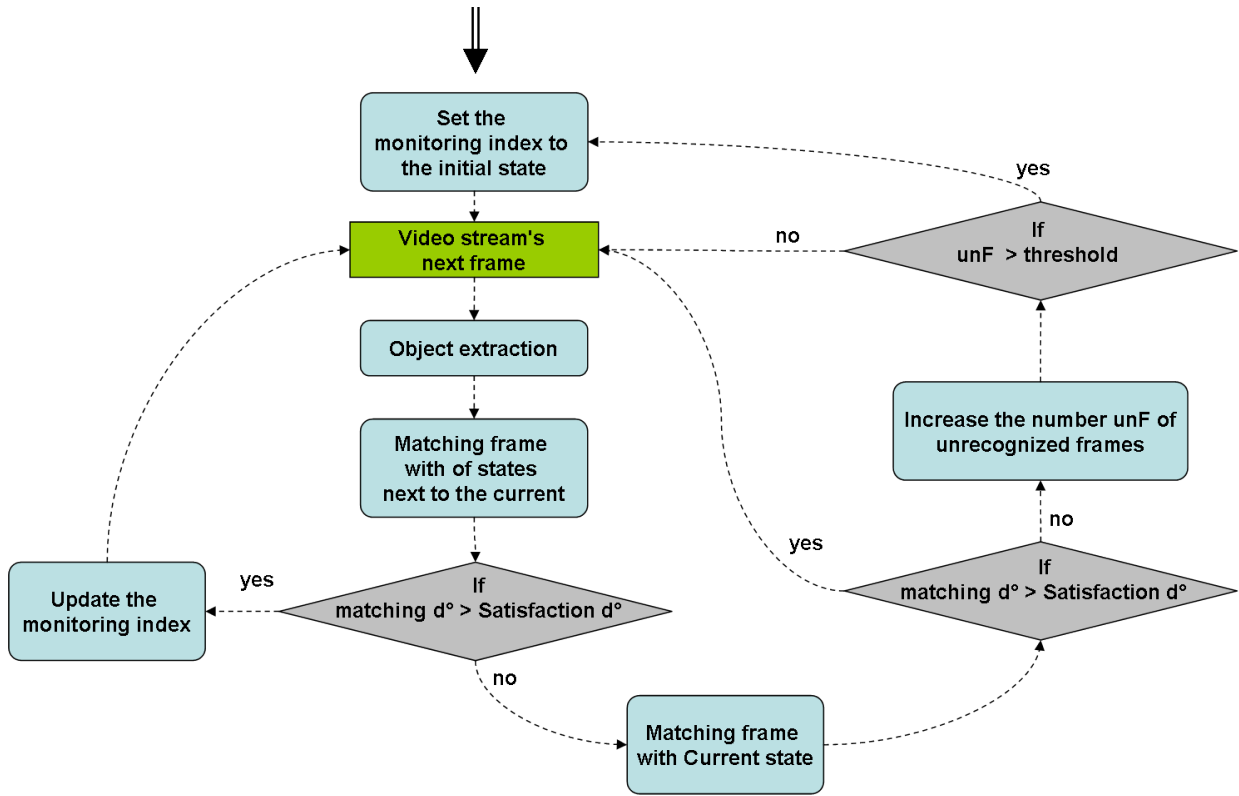 Set the
monitoring index to
the initial state
yes
If
unF > threshold
no
Video stream's
next frame
Object extraction
Increase the number unF of
unrecognized frames
Matching frame
with of states
next to the current
no
yes
If
matching d° > Satisfaction d°
yes
If
matching d° > Satisfaction d°
Update the
monitoring index
no
Matching frame
with Current state